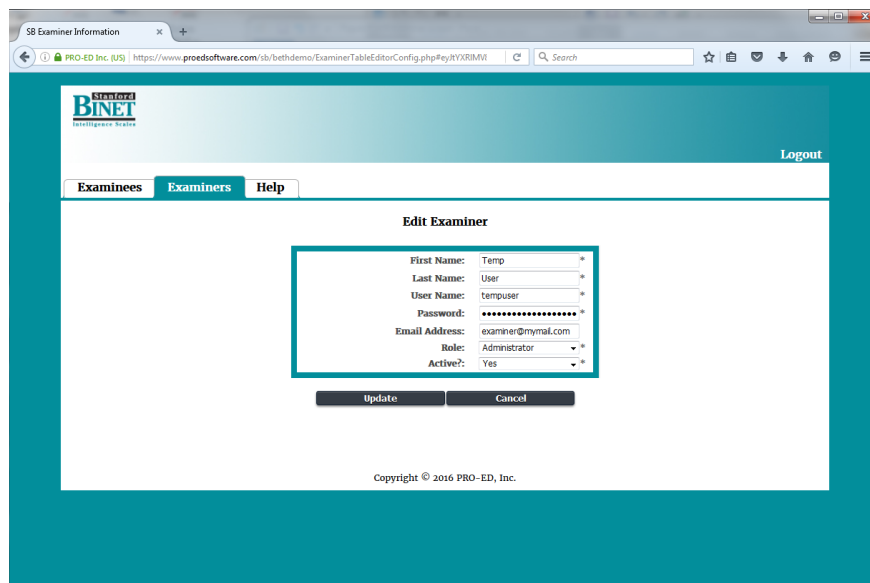 SB Examiner Information
PRO-ED Inc. (US) https://www.proedsoftware.com/sb/bethdemo/ExaminerTableEditorConfig.php#eyJtYXRIMVI Search
Stanford
BINET
Intelligence Scales
Logout
Examinees Examiners Help
Edit Examiner
First Name: Temp *
Last Name: User *
User Name: tempuser *
Password: ••••••••••••••••••• *
Email Address: examiner@mymail.com
Role: Administrator *
Active?: Yes *
Update Cancel
Copyright © 2016 PRO-ED, Inc.